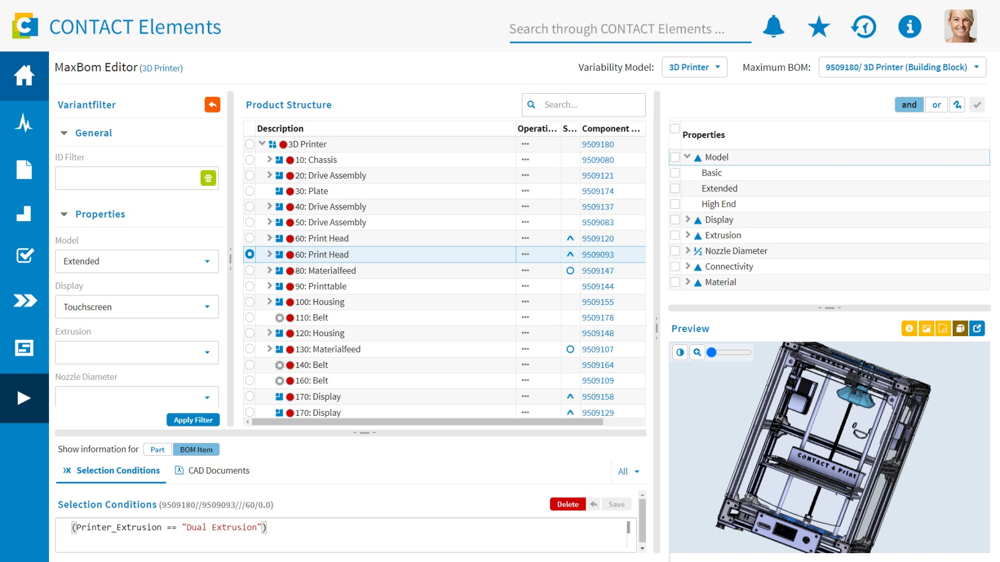 CONTACT Elements
Search through CONTACT Elements ...
MaxBom Editor (3D Printer)
Variability Model:
3D Printer
Maximum BOM:
9509180/ 3D Printer (Building Block)
Variantfilter
General
ID Filter
Properties
Model
Extended
Display
Touchscreen
Extrusion
Nozzle Diameter
Apply Filter
Product Structure
Search...
Description Operati... S... Component ...
3D Printer ••• 9509180
10: Chassis ••• 9509080
20: Drive Assembly ••• 9509121
30: Plate ••• 9509174
40: Drive Assembly ••• 9509137
50: Drive Assembly ••• 9509083
60: Print Head ••• 9509120
60: Print Head ••• 9509093
80: Materialfeed ••• 9509147
90: Printtable ••• 9509144
100: Housing ••• 9509155
110: Belt ••• 9509178
120: Housing ••• 9509148
130: Materialfeed ••• 9509107
140: Belt ••• 9509164
160: Belt ••• 9509109
170: Display ••• 9509158
170: Display ••• 9509129
and or
Properties
Model
Basic
Extended
High End
Display
Extrusion
½ Nozzle Diameter
Connectivity
Material
Preview
CONTACT 4 Print
Show information for Part BOM Item
Selection Conditions CAD Documents
All
Selection Conditions (9509180//9509093///60/0.0)
Delete Save
(Printer_Extrusion == "Dual Extrusion")